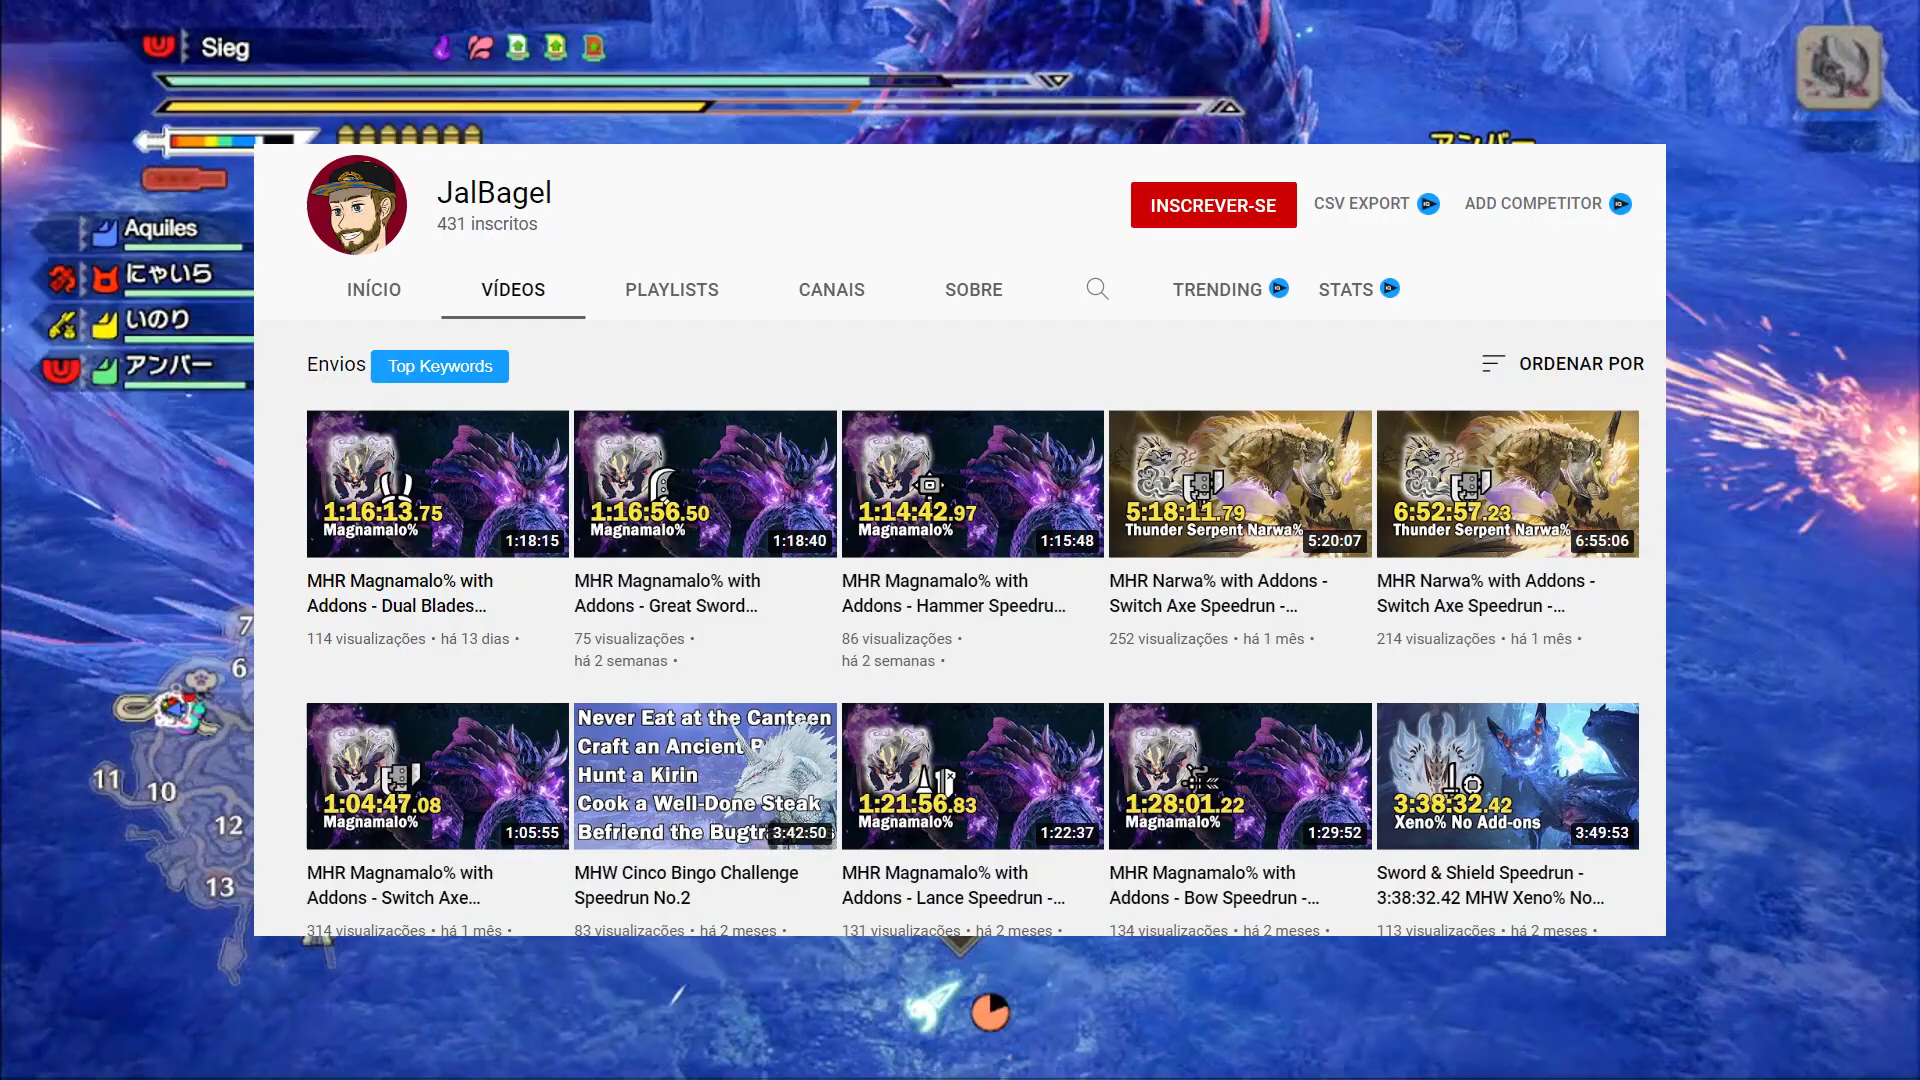 Sieg
アンバー
Aquiles
にゃいら
いのり
アンバー
JalBagel
431 inscritos
INSCREVER-SE
CSV EXPORT
ADD COMPETITOR
INÍCIO
VÍDEOS
PLAYLISTS
CANAIS
SOBRE
TRENDING
STATS
Envios
Top Keywords
ORDENAR POR
1:16:13.75
Magnamalo%
1:18:15
1:16:56.50
Magnamalo%
1:18:40
1:14:42.97
Magnamalo%
1:15:48
5:18:11.79
Thunder Serpent Narwa%
5:20:07
6:52:57.23
Thunder Serpent Narwa%
6:55:06
MHR Magnamalo% with
Addons - Dual Blades...
114 visualizações • há 13 dias •
MHR Magnamalo% with
Addons - Great Sword...
75 visualizações •
há 2 semanas •
MHR Magnamalo% with
Addons - Hammer Speedru...
86 visualizações •
há 2 semanas •
MHR Narwa% with Addons -
Switch Axe Speedrun -...
252 visualizações • há 1 mês •
MHR Narwa% with Addons -
Switch Axe Speedrun -...
214 visualizações • há 1 mês •
1:04:47.08
Magnamalo%
1:05:55
Never Eat at the Canteen
Craft an Ancient
Hunt a Kirin
Cook a Well-Done Steak
Befriend the Bugtr
3:42:50
1:21:56.83
Magnamalo%
1:22:37
1:28:01.22
Magnamalo%
1:29:52
3:38:32.42
Xeno% No Add-ons
3:49:53
MHR Magnamalo% with
Addons - Switch Axe...
314 visualizações • há 1 mês •
MHW Cinco Bingo Challenge
Speedrun No.2
83 visualizações • há 2 meses •
MHR Magnamalo% with
Addons - Lance Speedrun -...
131 visualizações • há 2 meses •
MHR Magnamalo% with
Addons - Bow Speedrun -...
134 visualizações • há 2 meses •
Sword & Shield Speedrun -
3:38:32.42 MHW Xeno% No...
113 visualizações • há 2 meses •
7
6
11
10
12
13